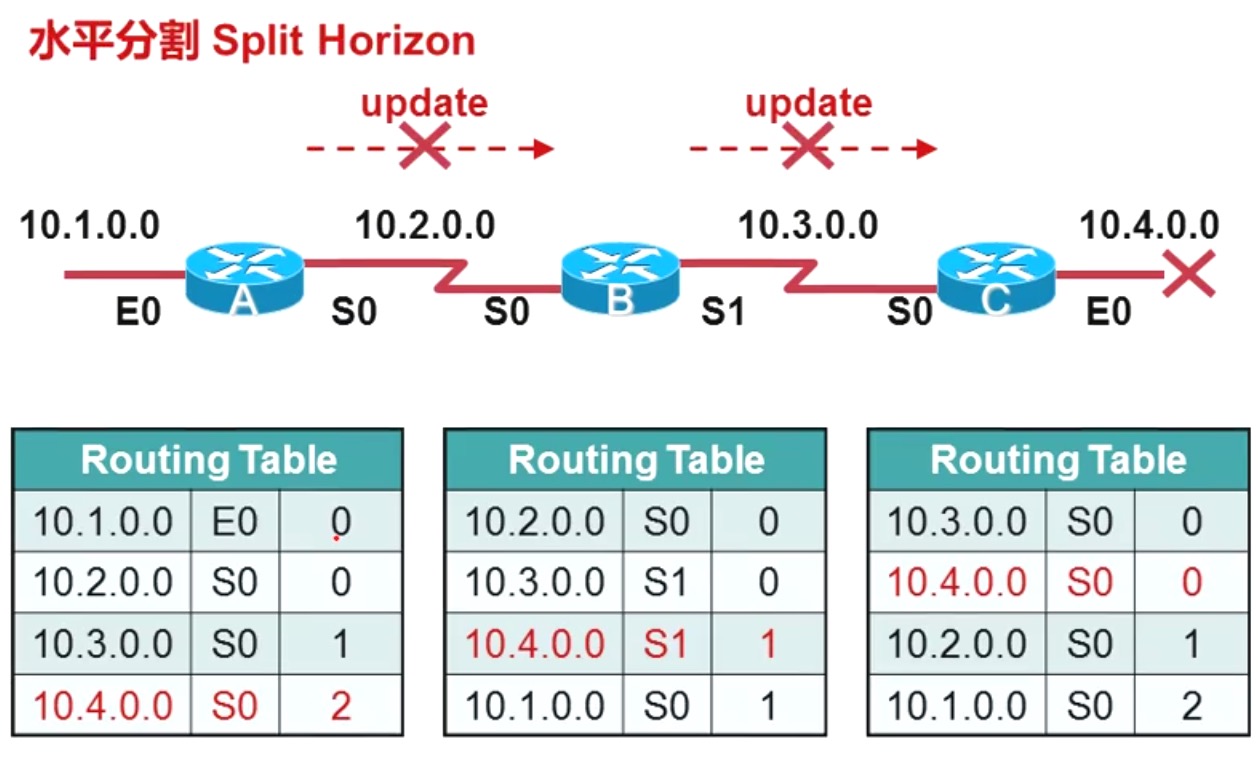 水平分割 Split Horizon
update update
10.1.0.0 10.2.0.0 10.3.0.0 10.4.0.0
A B C
E0 S0 S0 S1 S0 E0
Routing Table
10.1.0.0 E0 0
10.2.0.0 S0 0
10.3.0.0 S0 1
10.4.0.0 S0 2
Routing Table
10.2.0.0 S0 0
10.3.0.0 S1 0
10.4.0.0 S1 1
10.1.0.0 S0 1
Routing Table
10.3.0.0 S0 0
10.4.0.0 S0 0
10.2.0.0 S0 1
10.1.0.0 S0 2